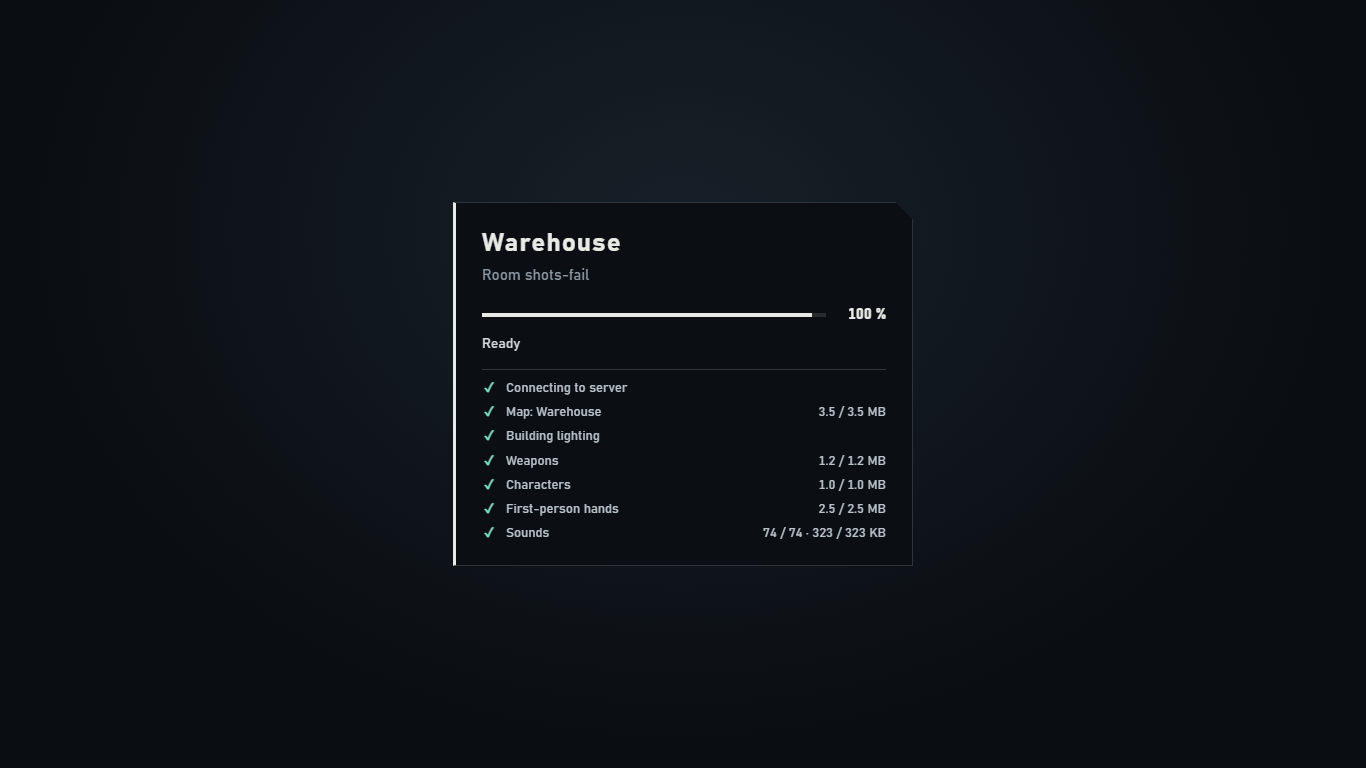 Warehouse
Room shots-fail
100 %
Ready
✓ Connecting to server
✓ Map: Warehouse 3.5 / 3.5 MB
✓ Building lighting
✓ Weapons 1.2 / 1.2 MB
✓ Characters 1.0 / 1.0 MB
✓ First-person hands 2.5 / 2.5 MB
✓ Sounds 74 / 74 · 323 / 323 KB